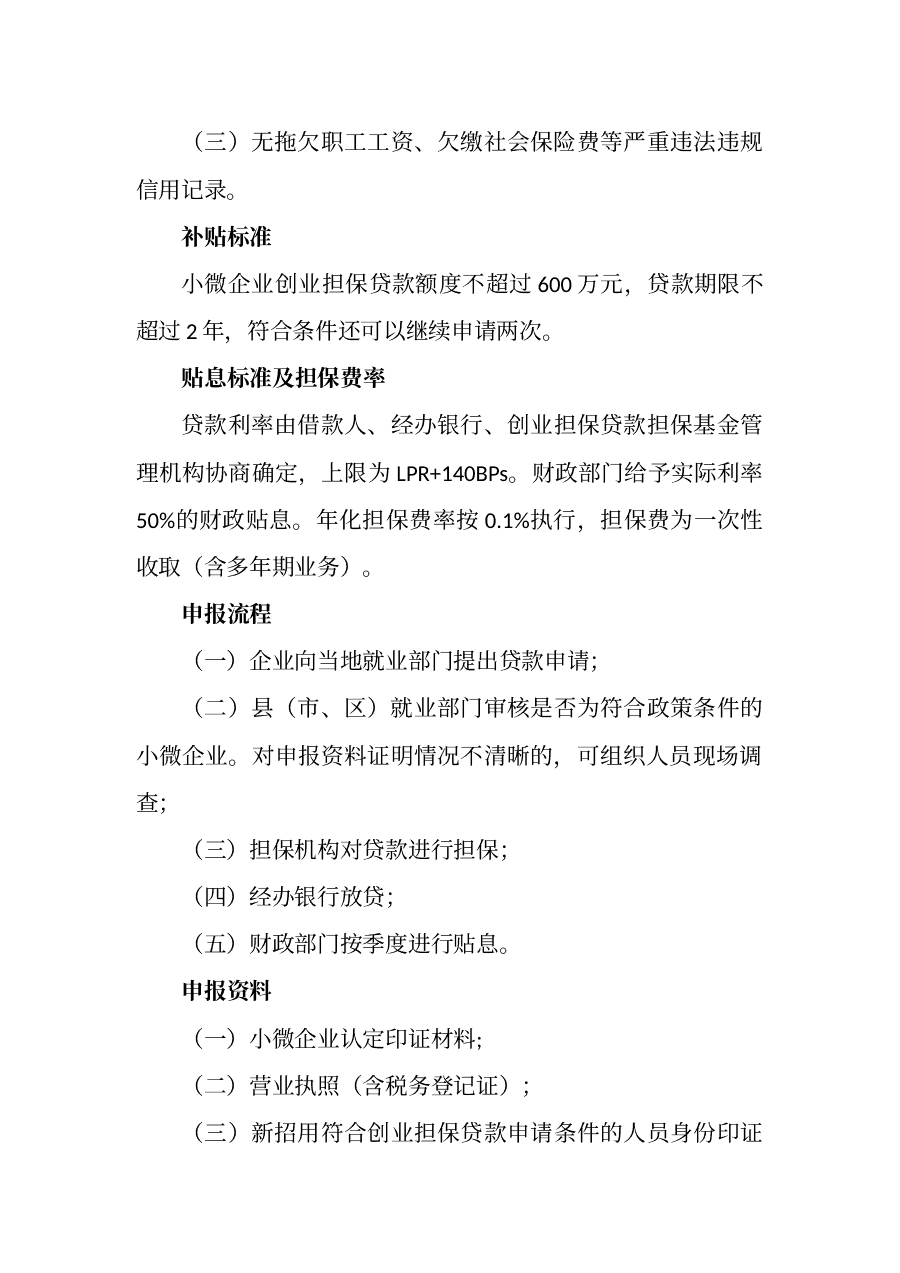 （三）无拖欠职工工资、欠缴社会保险费等严重违法违规
信用记录。
补贴标准
小微企业创业担保贷款额度不超过 600 万元，贷款期限不
超过 2 年，符合条件还可以继续申请两次。
贴息标准及担保费率
贷款利率由借款人、经办银行、创业担保贷款担保基金管
理机构协商确定，上限为 LPR+140BPs。财政部门给予实际利率
50%的财政贴息。年化担保费率按 0.1%执行，担保费为一次性
收取（含多年期业务）。
申报流程
（一）企业向当地就业部门提出贷款申请；
（二）县（市、区）就业部门审核是否为符合政策条件的
小微企业。对申报资料证明情况不清晰的，可组织人员现场调
查；
（三）担保机构对贷款进行担保；
（四）经办银行放贷；
（五）财政部门按季度进行贴息。
申报资料
（一）小微企业认定印证材料；
（二）营业执照（含税务登记证）；
（三）新招用符合创业担保贷款申请条件的人员身份印证